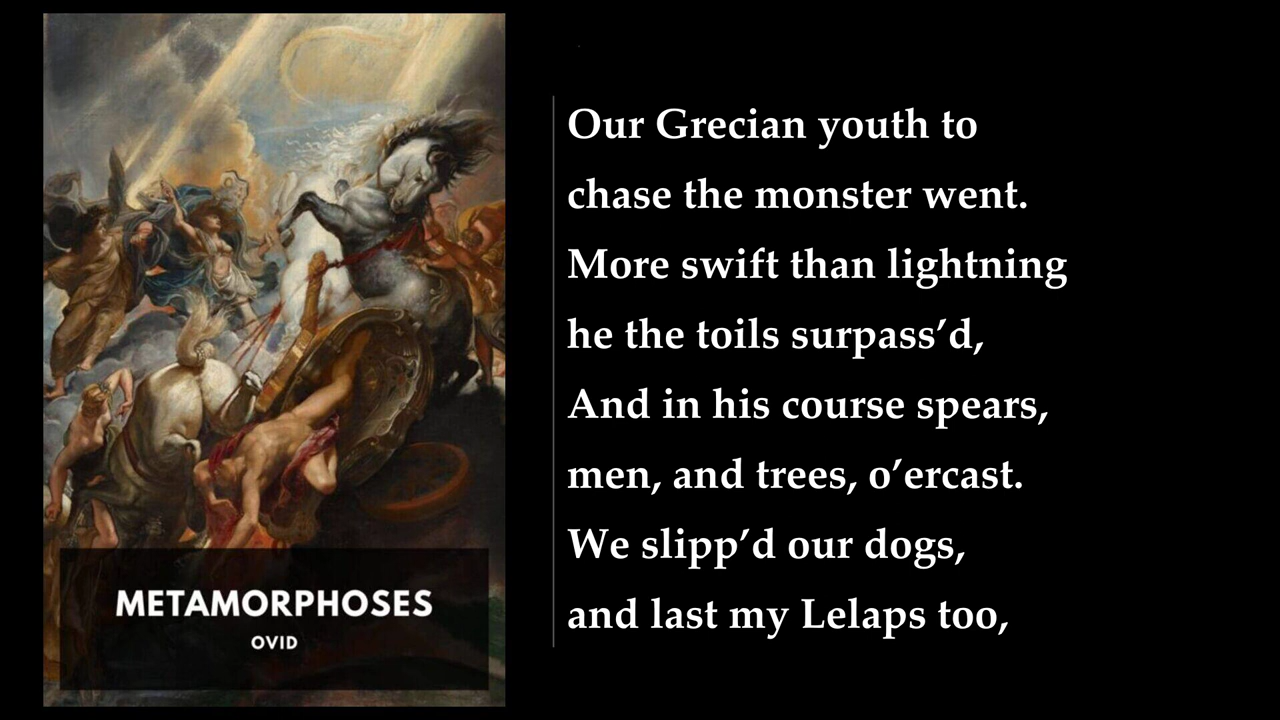 METAMORPHOSES
OVID
Our Grecian youth to
chase the monster went.
More swift than lightning
he the toils surpass’d,
And in his course spears,
men, and trees, o’ercast.
We slipp’d our dogs,
and last my Lelaps too,